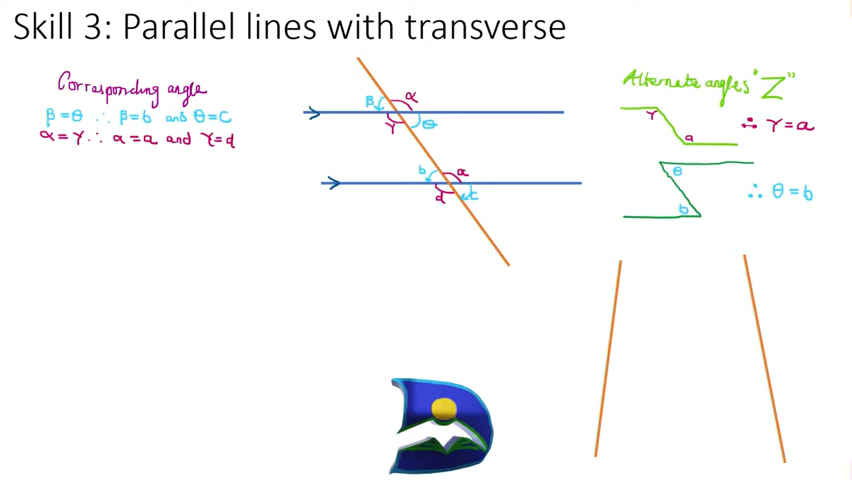 Skill 3: Parallel lines with transverse
Corresponding angle
β = θ ∴ β = b and θ = c
α = γ ∴ α = a and γ = d
α
β
γ
θ
b
a
d
c
Alternate angles "Z"
γ
a
∴ γ = a
θ
b
∴ θ = b